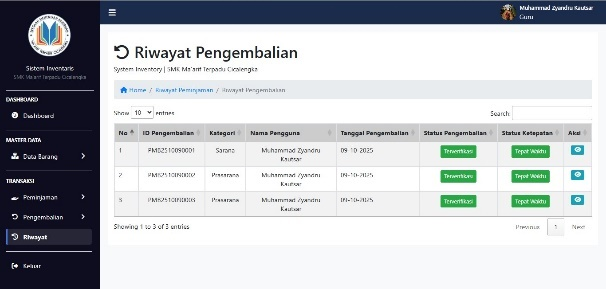 Muhammad Zyandru Kautsar
Guru
Sistem Inventaris
SMK Ma'arif Terpadu Cicalengka
DASHBOARD
Dashboard
MASTER DATA
Data Barang
TRANSAKSI
Peminjaman
Pengembalian
Riwayat
Keluar
Riwayat Pengembalian
System Inventory | SMK Ma'arif Terpadu Cicalengka
Home / Riwayat Peminjaman / Riwayat Pengembalian
Show 10 entries Search:
No ID Pengembalian Kategori Nama Pengguna Tanggal Pengembalian Status Pengembalian Status Ketepatan Aksi
1 PMB2510090001 Sarana Muhammad Zyandru Kautsar 09-10-2025 Terverifikasi Tepat Waktu
2 PMB2510090002 Prasarana Muhammad Zyandru Kautsar 09-10-2025 Terverifikasi Tepat Waktu
3 PMB2510090003 Prasarana Muhammad Zyandru Kautsar 09-10-2025 Terverifikasi Tepat Waktu
Showing 1 to 3 of 3 entries Previous 1 Next